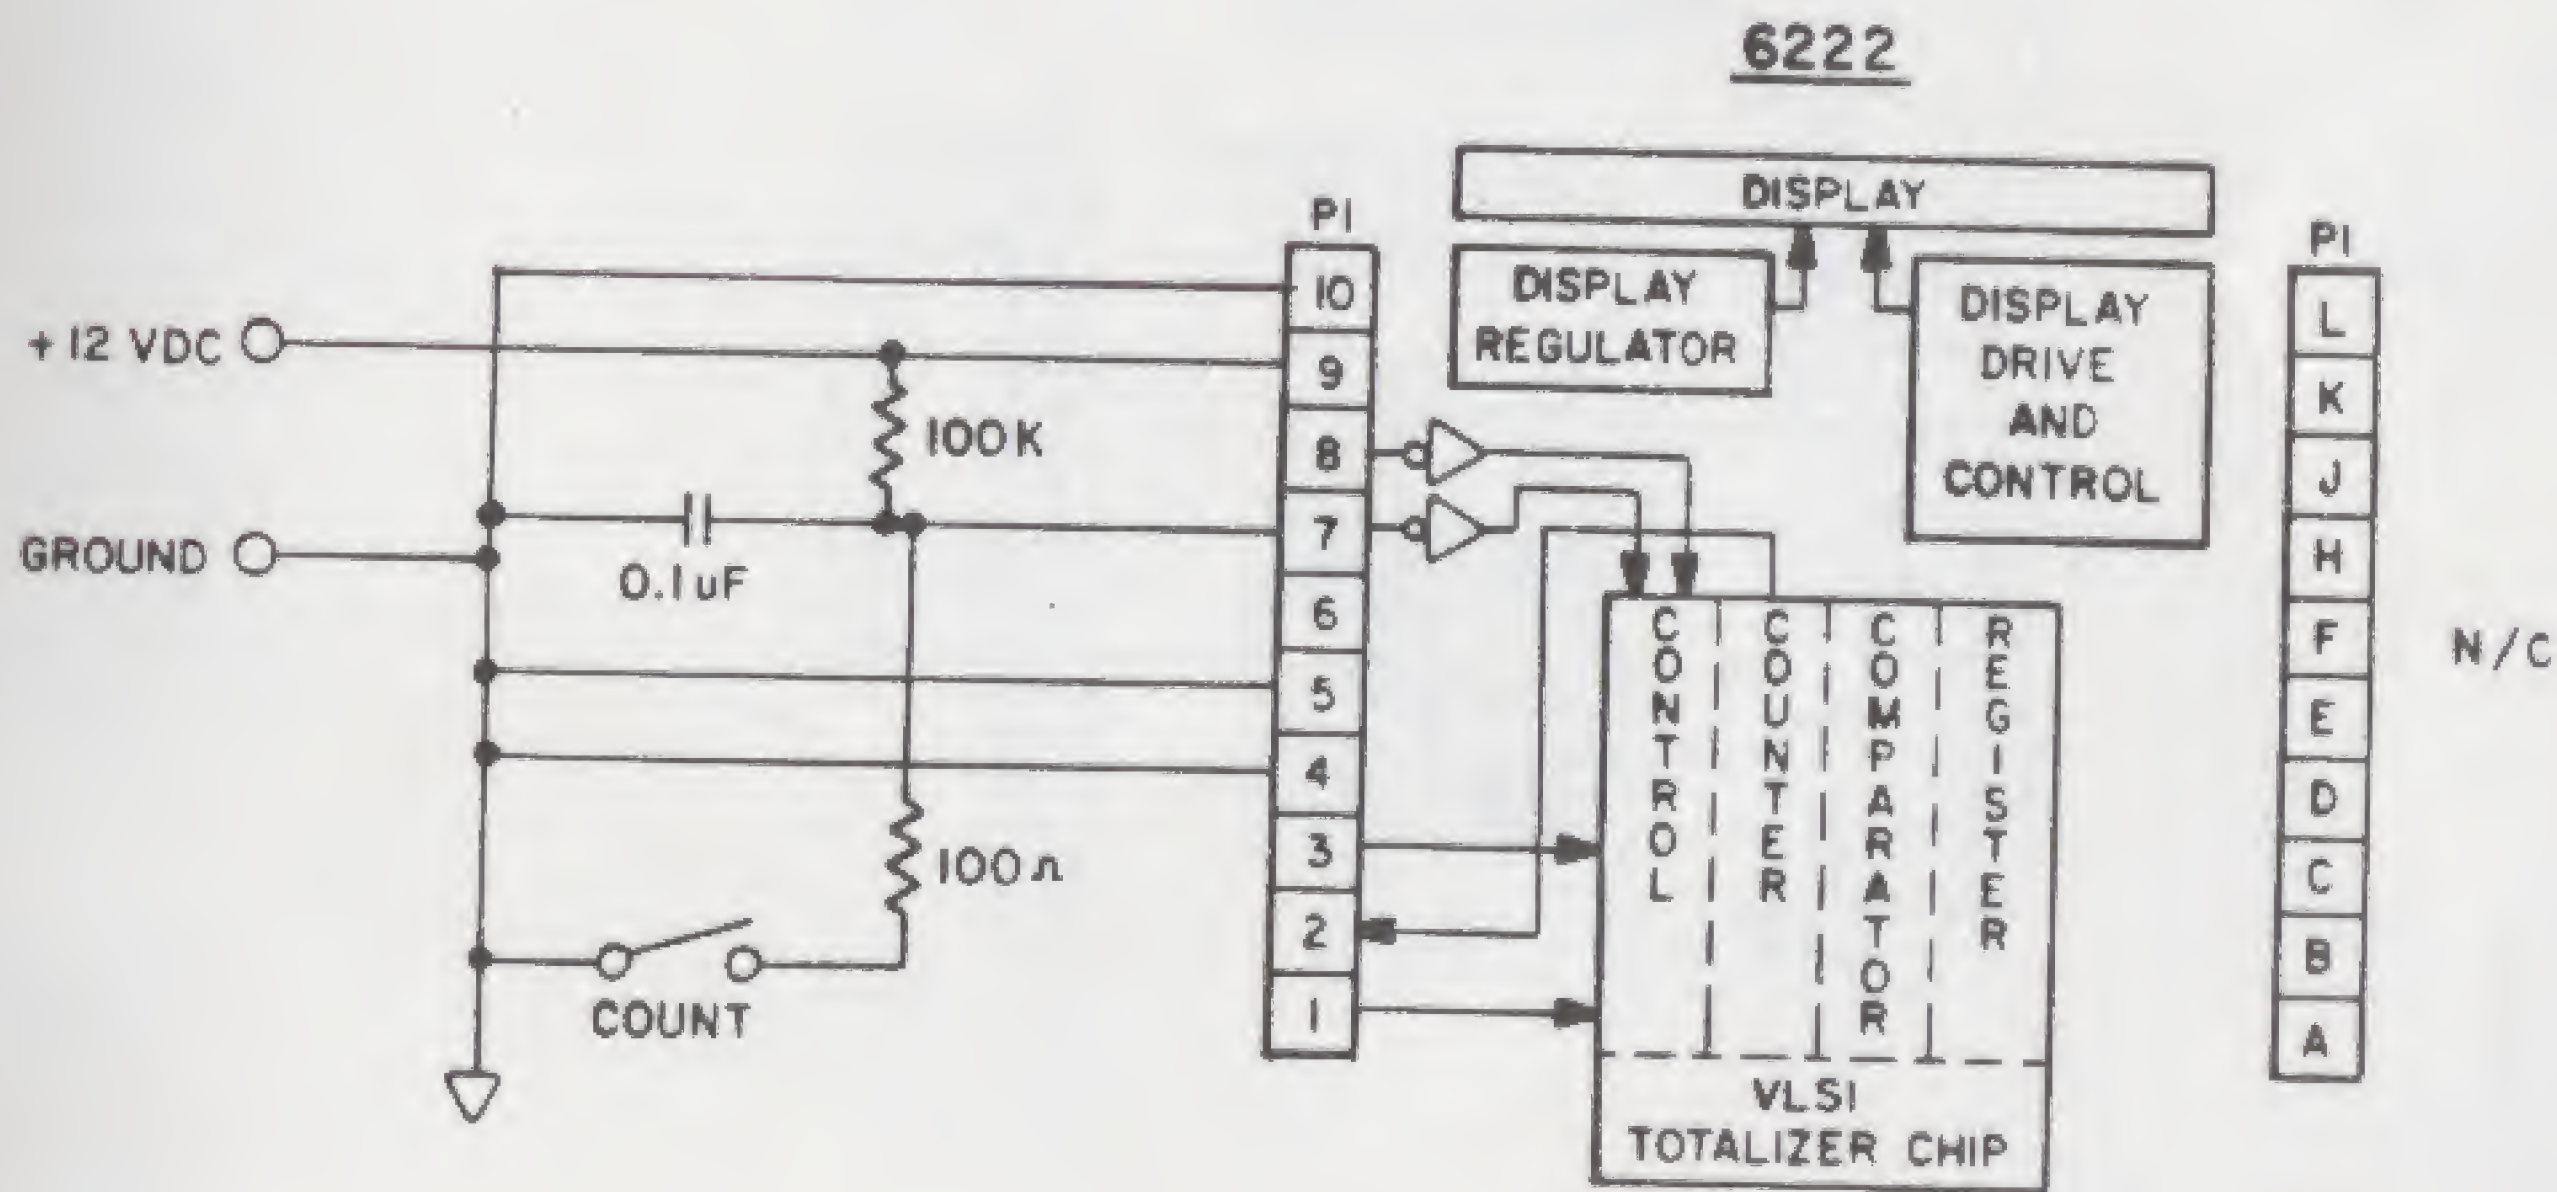 6222
DISPLAY
DISPLAY
REGULATOR
DISPLAY
DRIVE
AND
CONTROL
+12 VDC
GROUND
100K
0.1uF
100Ω
COUNT
P1
10
9
8
7
6
5
4
3
2
1
CONTROL
COUNTER
COMPARATOR
REGISTER
VLSI
TOTALIZER CHIP
P1
L
K
J
H
F
E
D
C
B
A
N/C